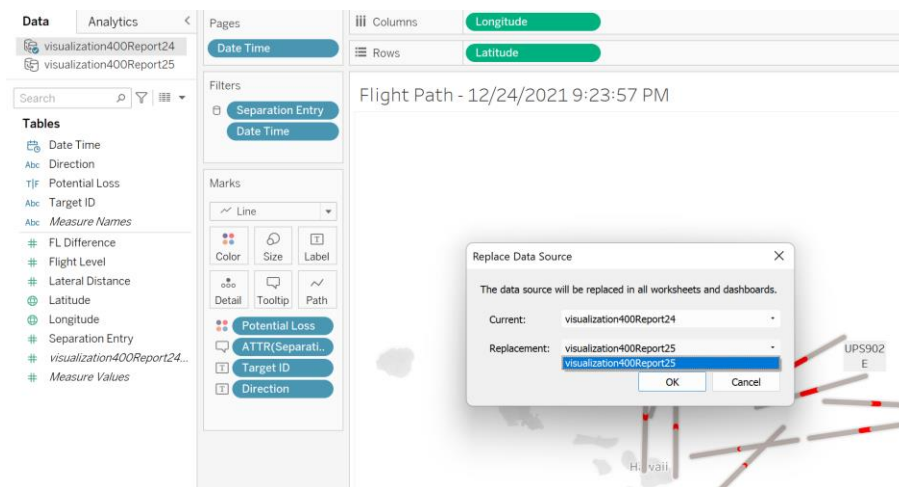 Data
Analytics
visualization400Report24
visualization400Report25
Search
Tables
Date Time
Abc Direction
T|F Potential Loss
Abc Target ID
Abc Measure Names
# FL Difference
# Flight Level
# Lateral Distance
Latitude
Longitude
# Separation Entry
# visualization400Report24...
# Measure Values
Pages
Date Time
Filters
Separation Entry
Date Time
Marks
Line
Color Size Label
Detail Tooltip Path
Potential Loss
ATTR(Separati..
T Target ID
T Direction
iii Columns Longitude
Rows Latitude
Flight Path - 12/24/2021 9:23:57 PM
Replace Data Source
The data source will be replaced in all worksheets and dashboards.
Current: visualization400Report24
Replacement: visualization400Report25
visualization400Report25
OK Cancel
UPS902
E
Hawaii